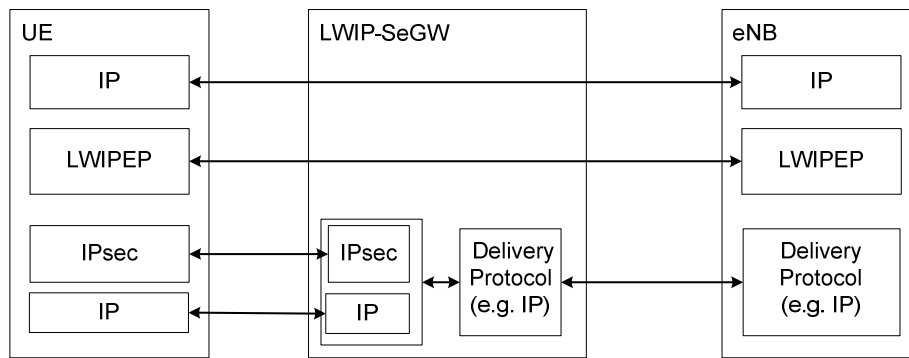 UE
LWIP-SeGW
eNB
IP
IP
LWIPEP
LWIPEP
IPsec
IPsec
Delivery
Protocol
(e.g. IP)
Delivery
Protocol
(e.g. IP)
IP
IP